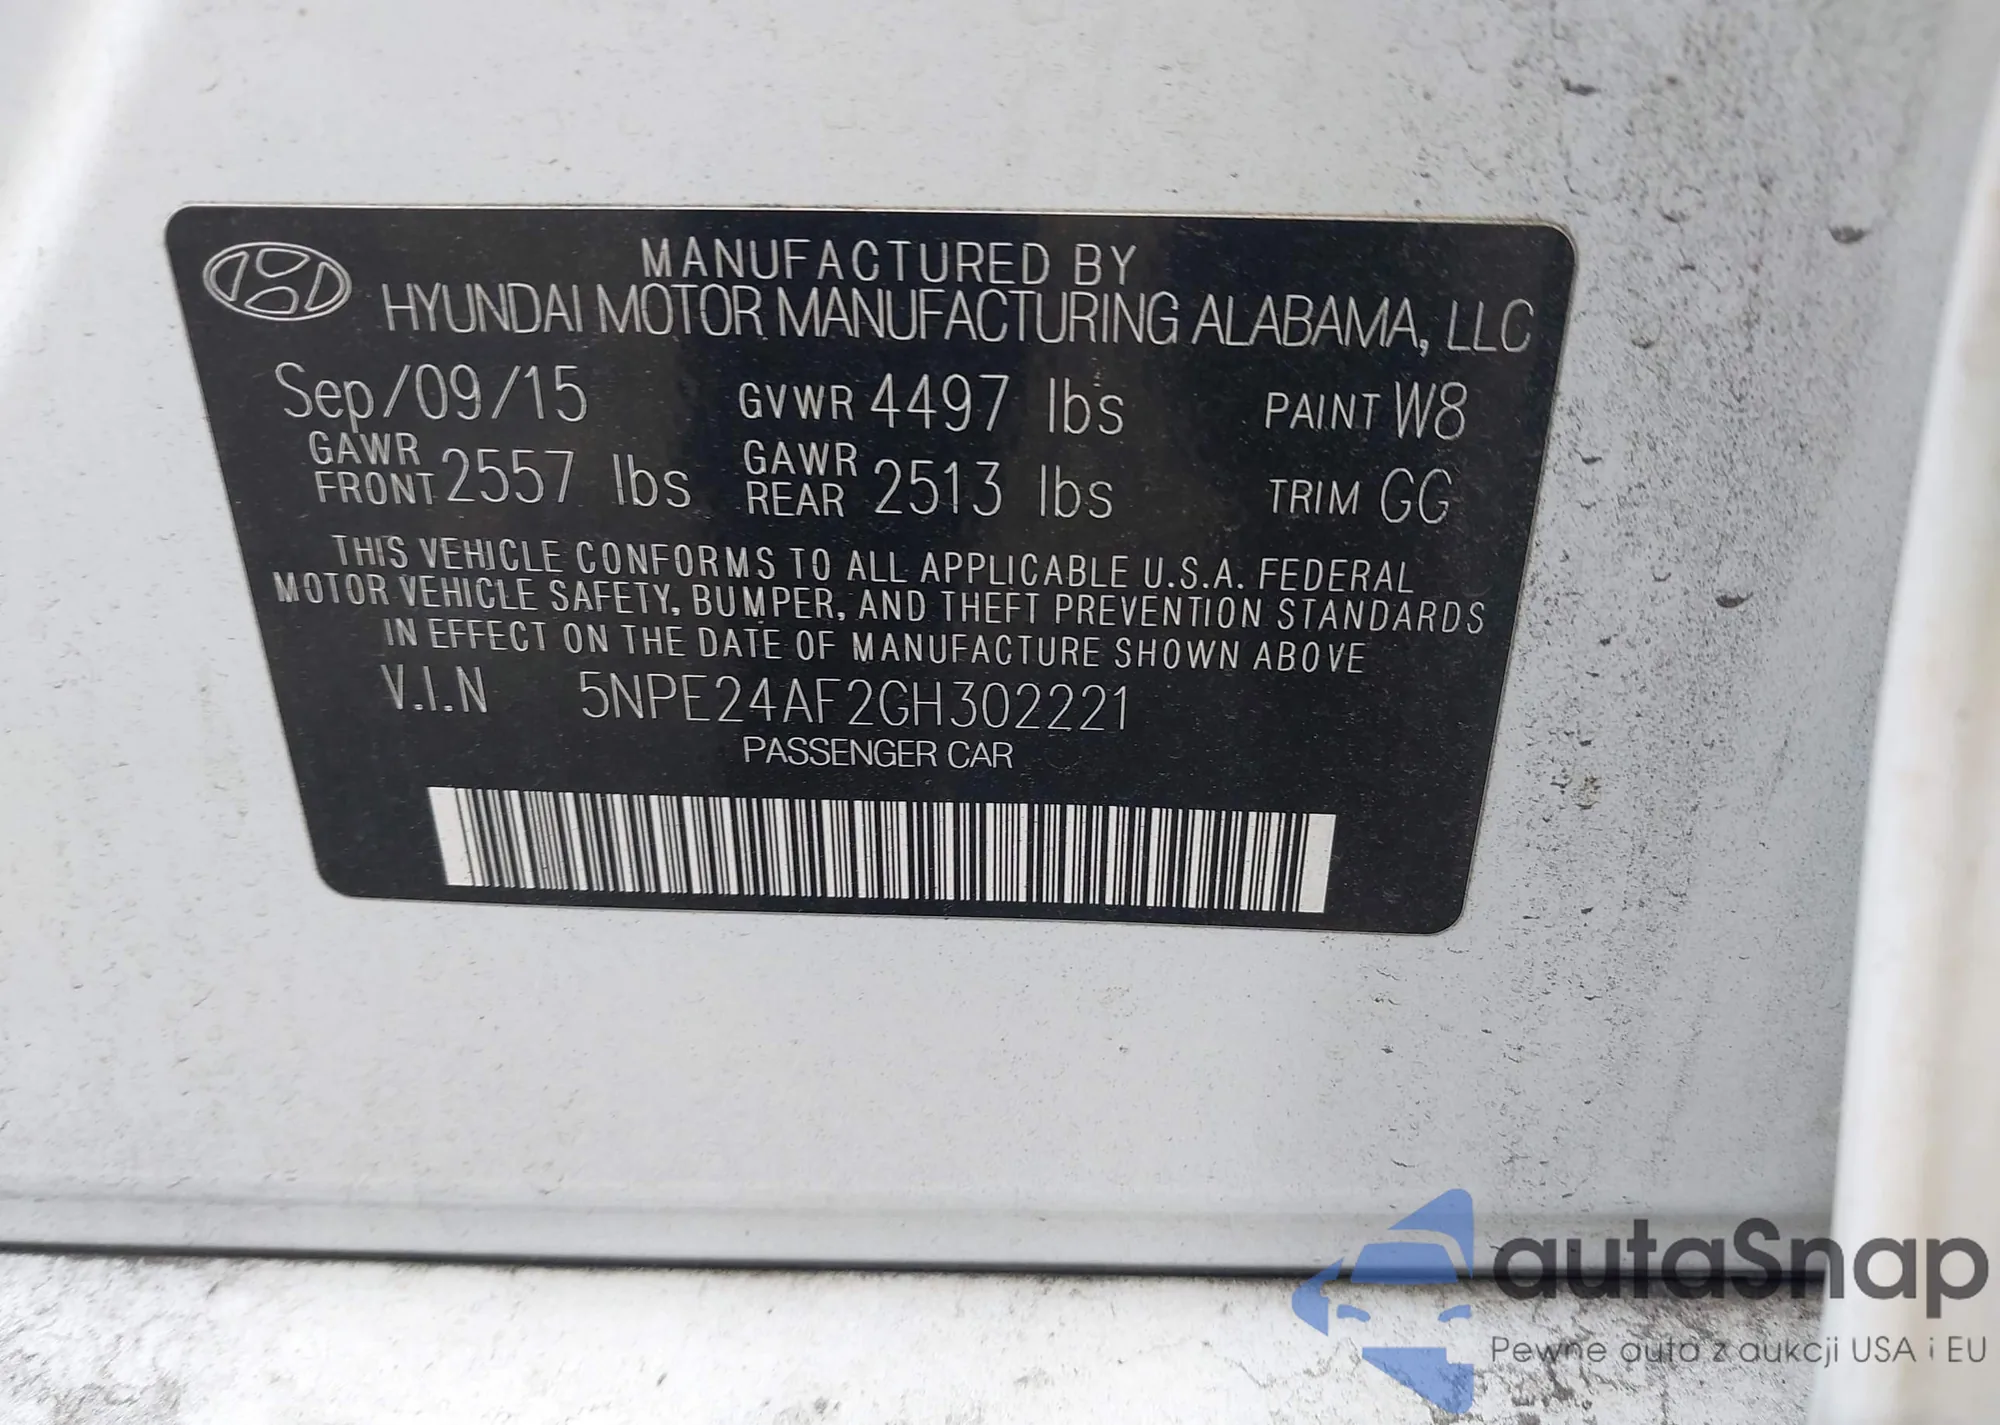 MANUFACTURED BY
HYUNDAI MOTOR MANUFACTURING ALABAMA, LLC
Sep/09/15 GVWR 4497 lbs PAINT W8
GAWR FRONT 2557 lbs GAWR REAR 2513 lbs TRIM GG
THIS VEHICLE CONFORMS TO ALL APPLICABLE U.S.A. FEDERAL
MOTOR VEHICLE SAFETY, BUMPER, AND THEFT PREVENTION STANDARDS
IN EFFECT ON THE DATE OF MANUFACTURE SHOWN ABOVE
V.I.N 5NPE24AF2GH302221
PASSENGER CAR
autaSnap
Pewne auta z aukcji USA i EU